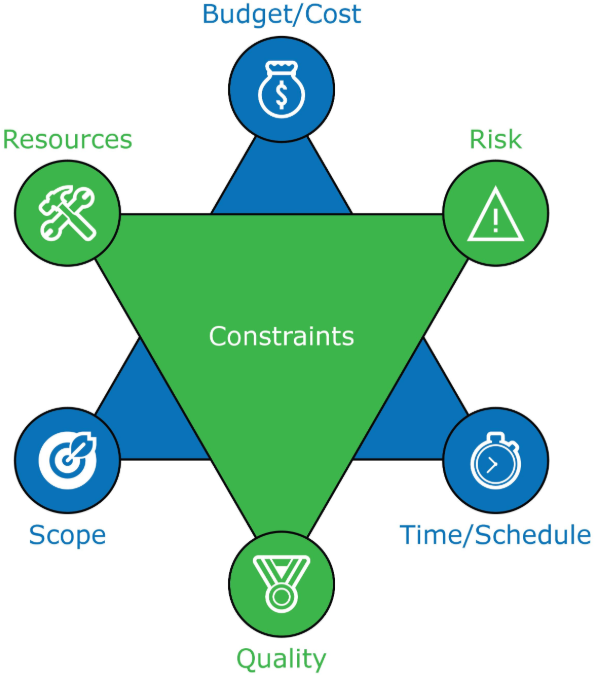 Budget/Cost
$
Resources
Risk
!
Constraints
Scope
Time/Schedule
Quality